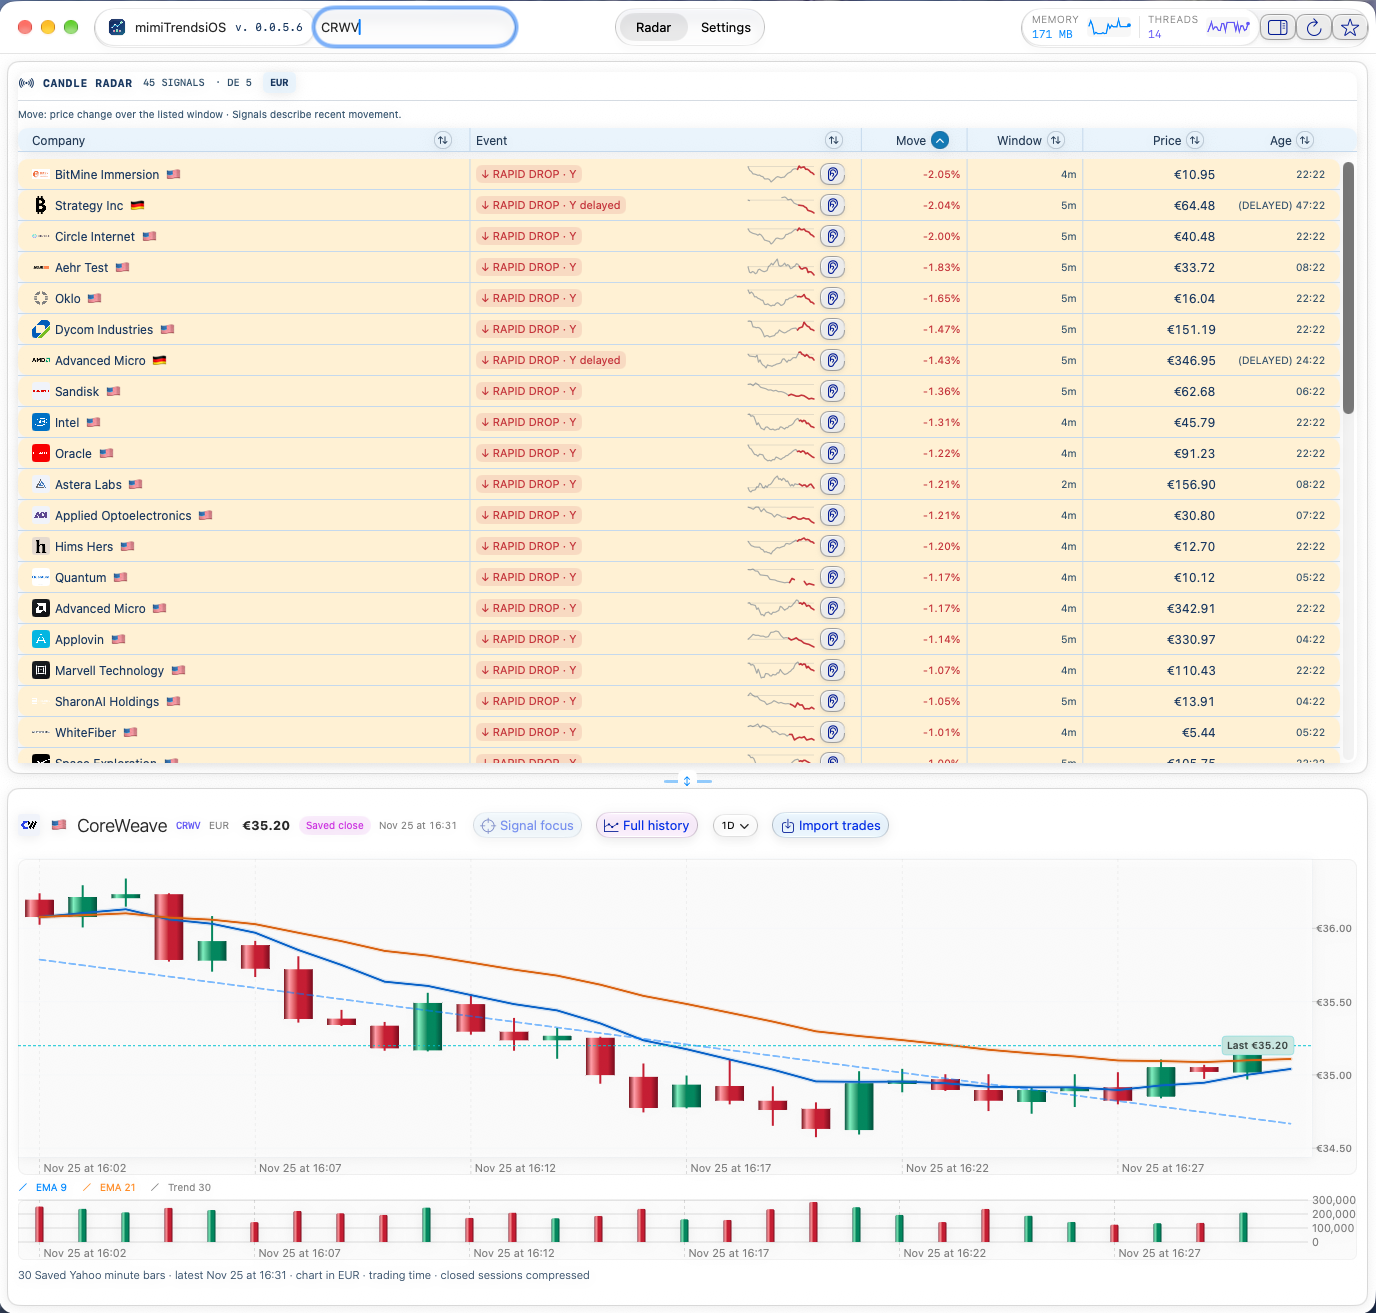 mimiTrendsiOS v. 0.0.5.6 CRWV Radar Settings MEMORY 171 MB THREADS 14
CANDLE RADAR 45 SIGNALS · DE 5 EUR
Move: price change over the listed window · Signals describe recent movement.
Company Event Move Window Price Age
BitMine Immersion ↓ RAPID DROP · Y -2.05% 4m €10.95 22:22
Strategy Inc ↓ RAPID DROP · Y delayed -2.04% 5m €64.48 (DELAYED) 47:22
Circle Internet ↓ RAPID DROP · Y -2.00% 5m €40.48 22:22
Aehr Test ↓ RAPID DROP · Y -1.83% 5m €33.72 08:22
Oklo ↓ RAPID DROP · Y -1.65% 5m €16.04 22:22
Dycom Industries ↓ RAPID DROP · Y -1.47% 5m €151.19 22:22
AMD Advanced Micro ↓ RAPID DROP · Y delayed -1.43% 5m €346.95 (DELAYED) 24:22
Sandisk ↓ RAPID DROP · Y -1.36% 5m €62.68 06:22
Intel ↓ RAPID DROP · Y -1.31% 4m €45.79 22:22
Oracle ↓ RAPID DROP · Y -1.22% 4m €91.23 22:22
Astera Labs ↓ RAPID DROP · Y -1.21% 2m €156.90 08:22
Applied Optoelectronics ↓ RAPID DROP · Y -1.21% 4m €30.80 07:22
h Hims Hers ↓ RAPID DROP · Y -1.20% 4m €12.70 22:22
Quantum ↓ RAPID DROP · Y -1.17% 4m €10.12 05:22
Advanced Micro ↓ RAPID DROP · Y -1.17% 4m €342.91 22:22
Applovin ↓ RAPID DROP · Y -1.14% 5m €330.97 04:22
Marvell Technology ↓ RAPID DROP · Y -1.07% 4m €110.43 22:22
SharonAI Holdings ↓ RAPID DROP · Y -1.05% 5m €13.91 04:22
WhiteFiber ↓ RAPID DROP · Y -1.01% 4m €5.44 05:22
Space Exploration ↓ RAPID DROP · Y -1.00% 5m €105.75
CW CoreWeave CRWV EUR €35.20 Saved close Nov 25 at 16:31 Signal focus Full history 1D Import trades
€36.00
€35.50
Last €35.20
€35.00
€34.50
Nov 25 at 16:02 Nov 25 at 16:07 Nov 25 at 16:12 Nov 25 at 16:17 Nov 25 at 16:22 Nov 25 at 16:27
EMA 9 EMA 21 Trend 30
300,000
200,000
100,000
0
Nov 25 at 16:02 Nov 25 at 16:07 Nov 25 at 16:12 Nov 25 at 16:17 Nov 25 at 16:22 Nov 25 at 16:27
30 Saved Yahoo minute bars · latest Nov 25 at 16:31 · chart in EUR · trading time · closed sessions compressed